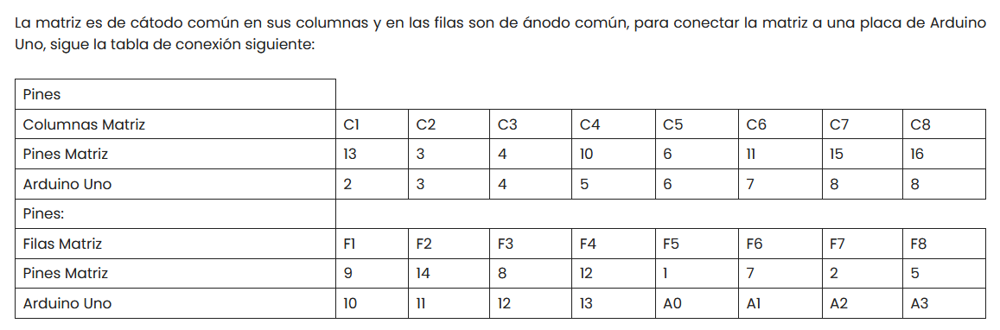 La matriz es de cátodo común en sus columnas y en las filas son de ánodo común, para conectar la matriz a una placa de Arduino
Uno, sigue la tabla de conexión siguiente:
Pines
Columnas Matriz C1 C2 C3 C4 C5 C6 C7 C8
Pines Matriz 13 3 4 10 6 11 15 16
Arduino Uno 2 3 4 5 6 7 8 8
Pines:
Filas Matriz F1 F2 F3 F4 F5 F6 F7 F8
Pines Matriz 9 14 8 12 1 7 2 5
Arduino Uno 10 11 12 13 A0 A1 A2 A3